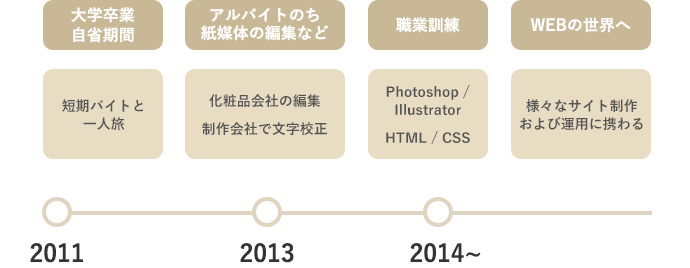 大学卒業
自省期間
アルバイトのち
紙媒体の編集など
職業訓練
WEBの世界へ
短期バイトと
一人旅
化粧品会社の編集
制作会社で文字校正
Photoshop /
Illustrator
HTML / CSS
様々なサイト制作
および運用に携わる
2011
2013
2014~